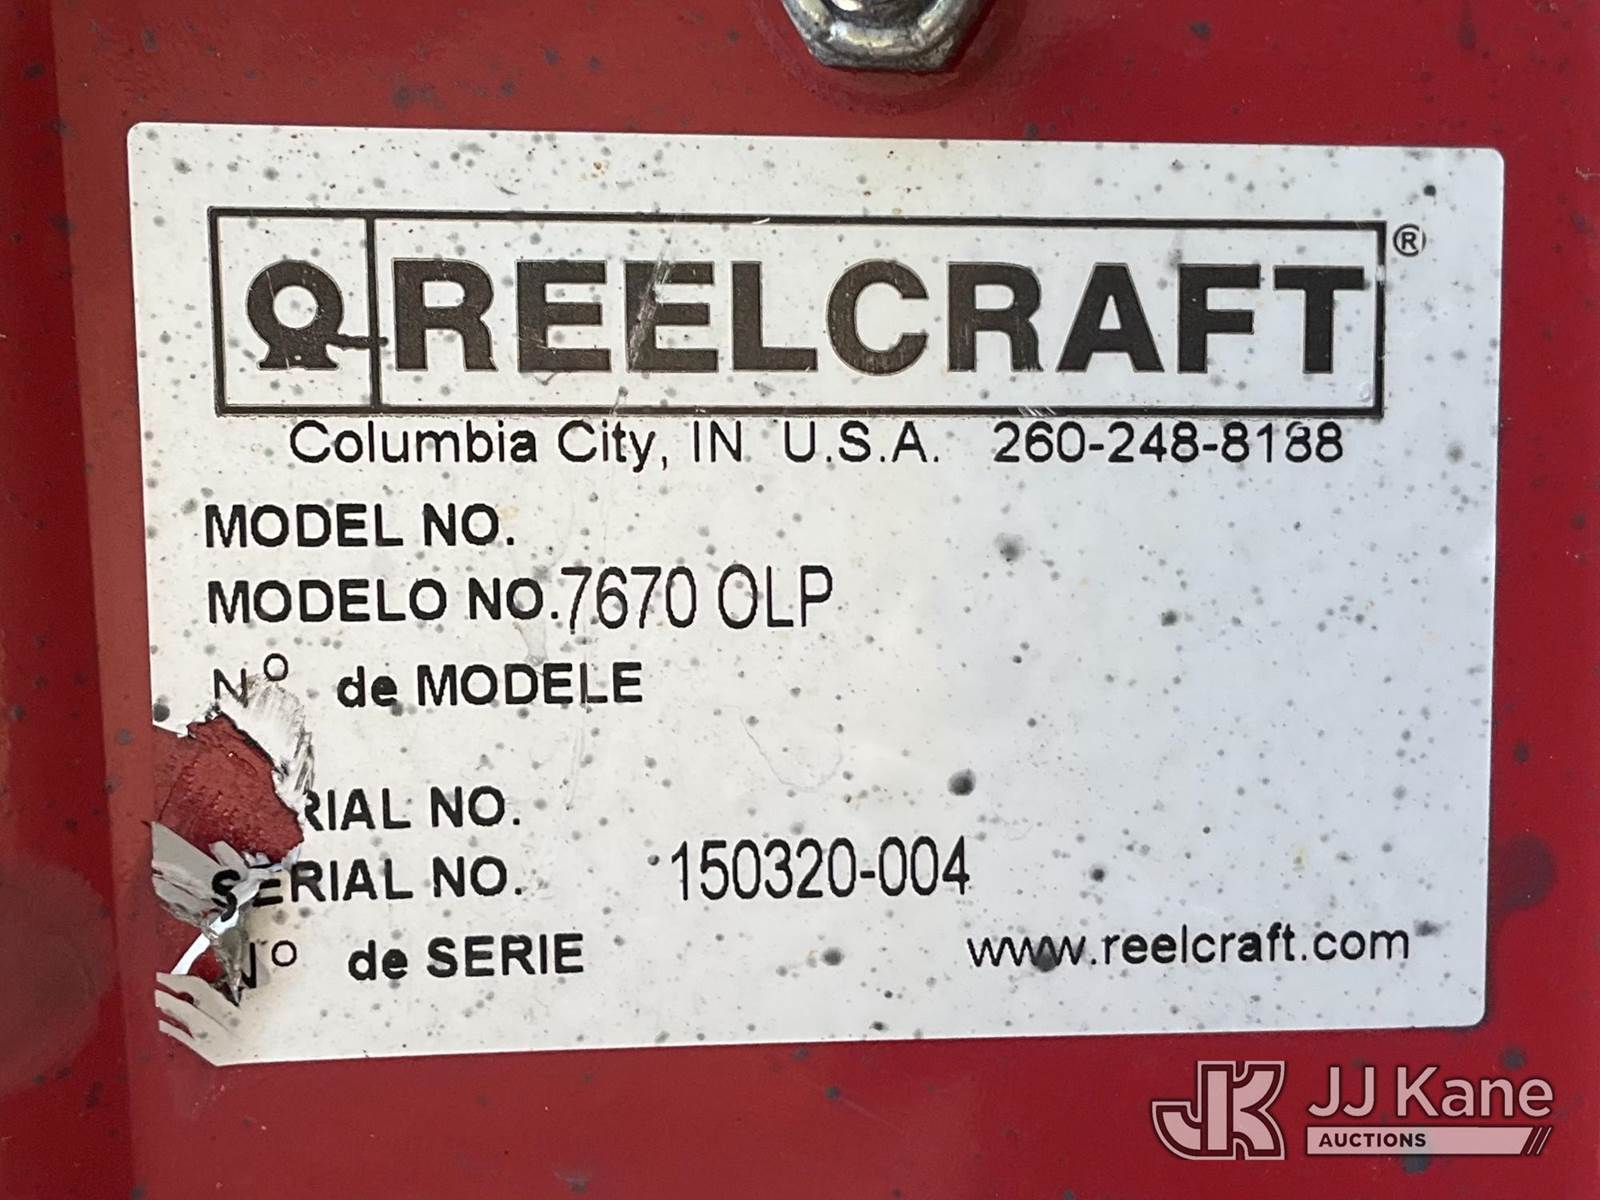 REELCRAFT®
Columbia City, IN U.S.A. 260-248-8188
MODEL NO.
MODELO NO. 7670 OLP
N° de MODELE
RIAL NO.
SERIAL NO. 150320-004
N° de SERIE
www.reelcraft.com
JK JJ Kane
AUCTIONS